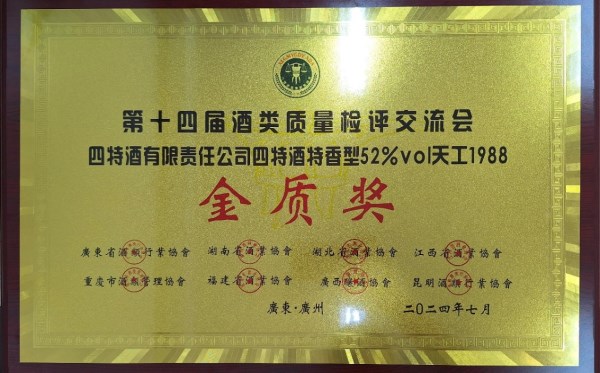 第十四届酒类质量检评交流会
四特酒有限责任公司四特酒特香型52%vol天工1988
金质奖
廣東省酒類行業協會 湖南省酒業協會 湖北省酒業協會 江西省酒業協會
重慶市酒類管理協會 福建省酒業協會 廣西釀酒協會 昆明酒類行業協會
廣東·廣州 二〇二四年七月